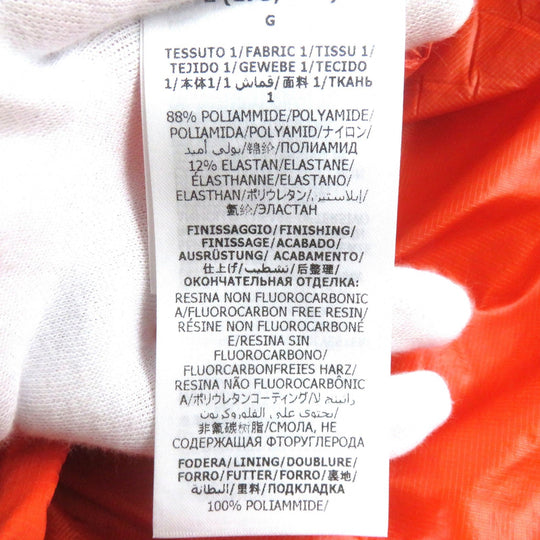 G
TESSUTO 1/FABRIC 1/TISSU 1/
TEJIDO 1/GEWEBE 1/TECIDO
1/本体1/1 قماش/面料 1/ТКАНЬ
1
88% POLIAMMIDE/POLYAMIDE/
POLIAMIDA/POLYAMID/ナイロン/
بولي أميد/锦纶/ПОЛИАМИД
12% ELASTAN/ELASTANE/
ÉLASTHANNE/ELASTANO/
ELASTHAN/ポリウレタン/إيلاستين/
氨纶/ЭЛАСТАН
FINISSAGGIO/FINISHING/
FINISSAGE/ACABADO/
AUSRÜSTUNG/ ACABAMENTO/
仕上げ/تشطيب/后整理/
ОКОНЧАТЕЛЬНАЯ ОТДЕЛКА:
RESINA NON FLUOROCARBONIC
A/FLUOROCARBON FREE RESIN/
RÉSINE NON FLUOROCARBONÉ
E/RESINA SIN
FLUOROCARBONO/
FLUORCARBONFREIES HARZ/
RESINA NÃO FLUOROCARBÔNIC
A/ポリウレタンコーティング/راتينج لا
يحتوي على الفلوروكربون/
非氟碳树脂/СМОЛА, НЕ
СОДЕРЖАЩАЯ ФТОРУГЛЕРОДА
FODERA/LINING/DOUBLURE/
FORRO/FUTTER/FORRO/裏地/
البطانة/里料/ПОДКЛАДКА
100% POLIAMMIDE/